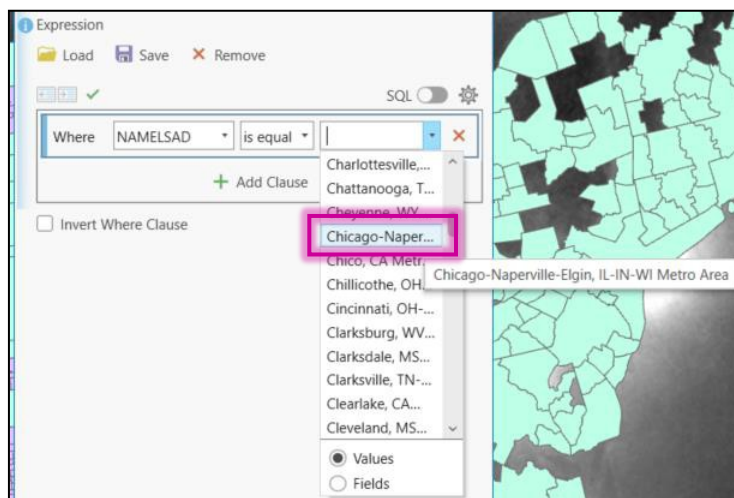 Expression
Load Save Remove
SQL
Where NAMELSAD is equal
Charlottesville,...
Chattanooga, T...
+ Add Clause
Cheyenne, WY
Invert Where Clause
Chicago-Naper...
Chico, CA Metr.
Chicago-Naperville-Elgin, IL-IN-WI Metro Area
Chillicothe, OH.
Cincinnati, OH-...
Clarksburg, WV...
Clarksdale, MS...
Clarksville, TN-...
Clearlake, CA...
Cleveland, MS...
Values
Fields